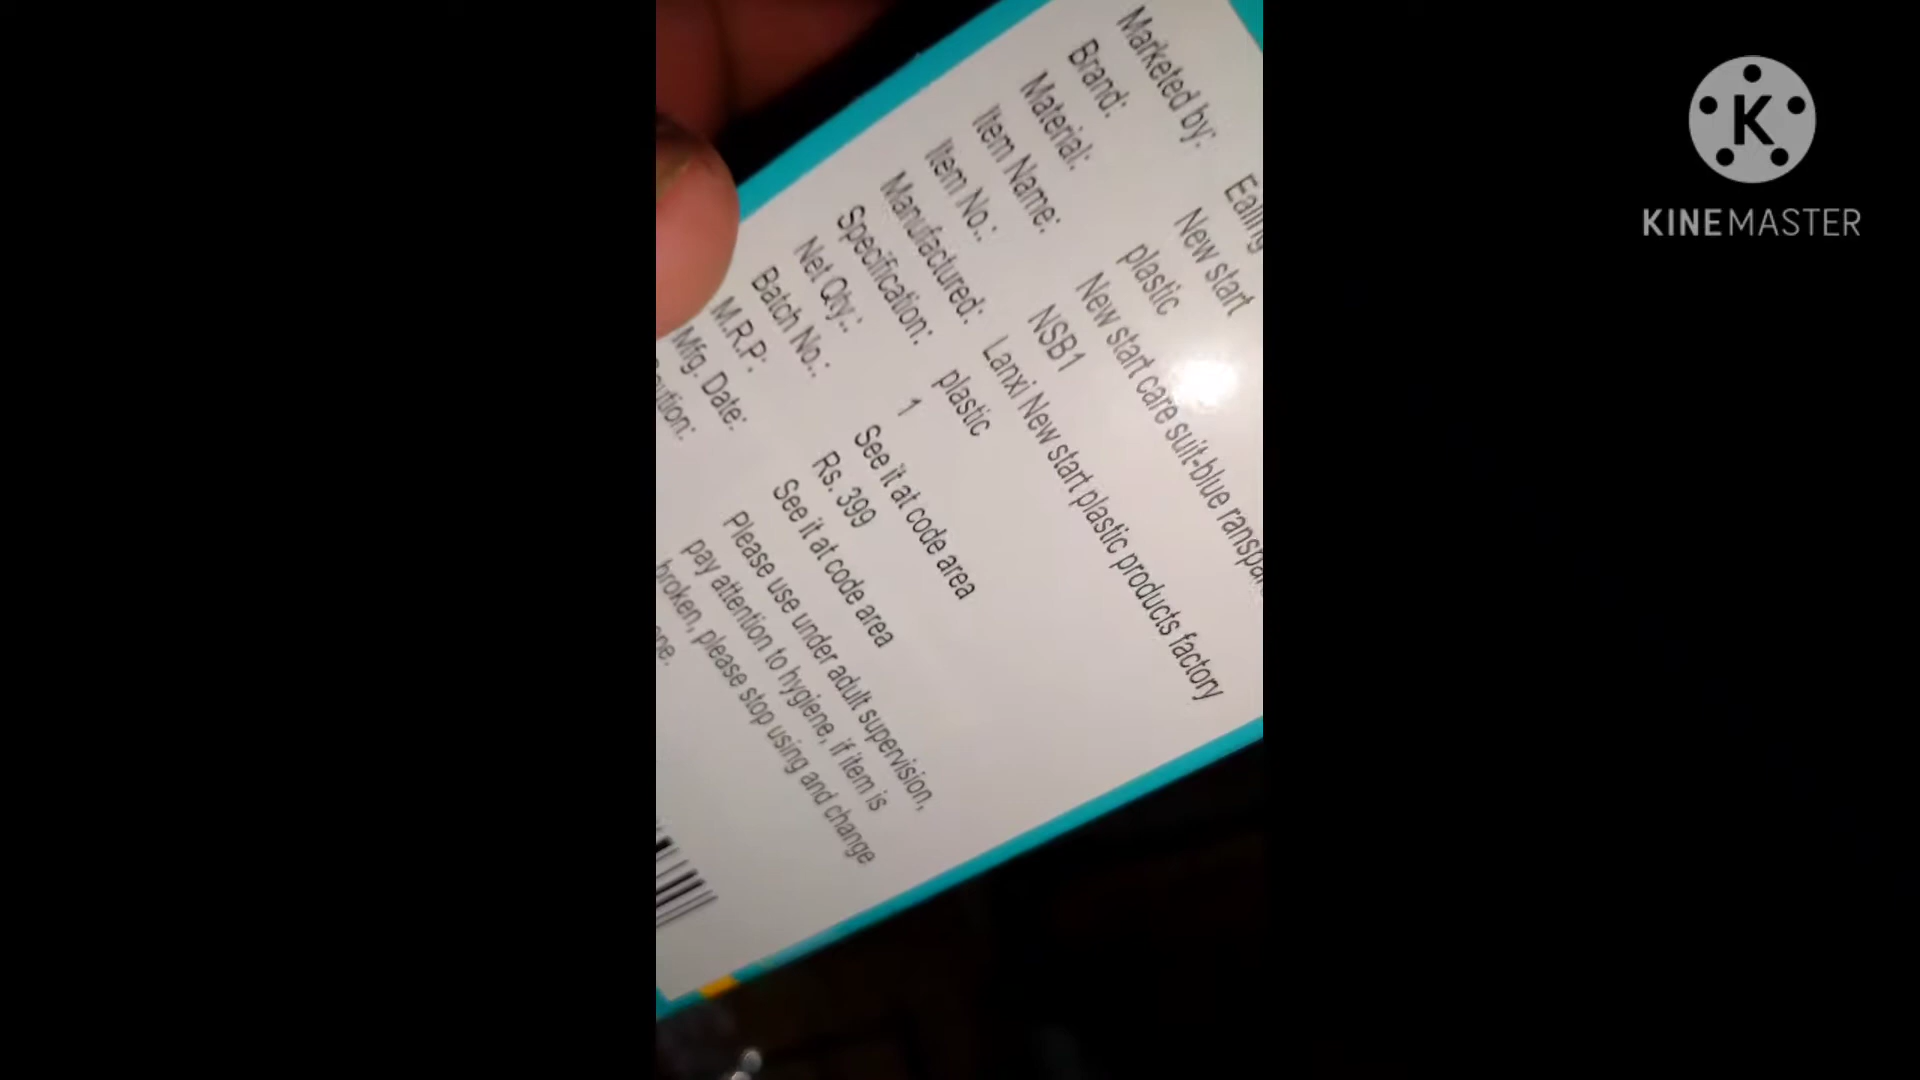 Marketed by:
Brand: New start
Material: plastic
Item Name: New start care suit-blue
Item No.: NSB1
Manufactured: Lanxi New start plastic products factory
Specification: plastic
Net Qty.: 1
Batch No.: See it at code area
M.R.P: Rs. 399
Mfg. Date: See it at code area
Please use under adult supervision,
pay attention to hygiene, if item is
broken, please stop using and change
KINEMASTER